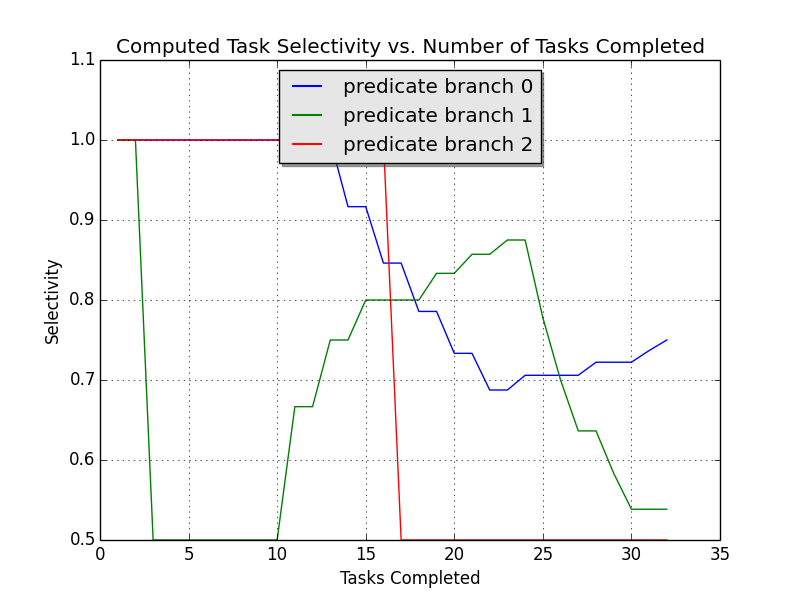 Computed Task Selectivity vs. Number of Tasks Completed
predicate branch 0
predicate branch 1
predicate branch 2
Selectivity
1.1
1.0
0.9
0.8
0.7
0.6
0.5
0 5 10 15 20 25 30 35
Tasks Completed